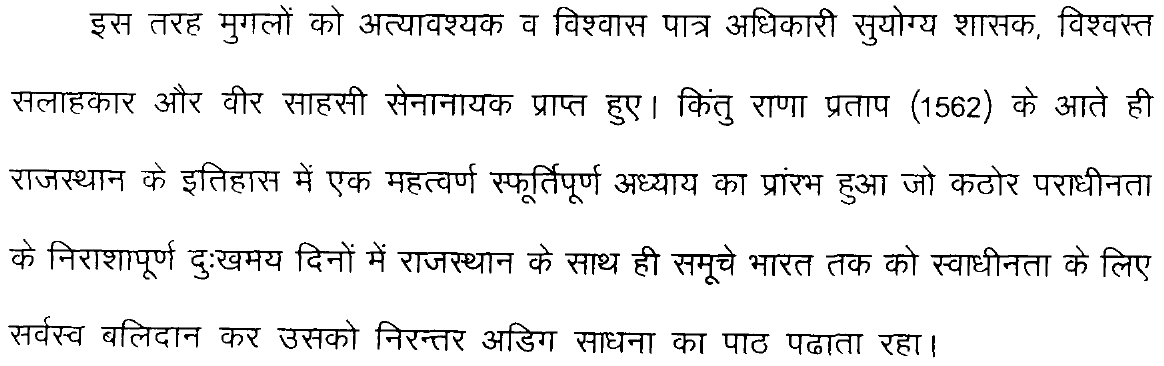 इस तरह मुगलों को अत्यावश्यक व विश्वास पात्र अधिकारी सुयोग्य शासक, विश्वस्त
सलाहकार और वीर साहसी सेनानायक प्राप्त हुए। किंतु राणा प्रताप (1562) के आते ही
राजस्थान के इतिहास में एक महत्वर्ण स्फूर्तिपूर्ण अध्याय का प्रांरभ हुआ जो कठोर पराधीनता
के निराशापूर्ण दुःखमय दिनों में राजस्थान के साथ ही समूचे भारत तक को स्वाधीनता के लिए
सर्वस्व बलिदान कर उसको निरन्तर अडिग साधना का पाठ पढाता रहा।